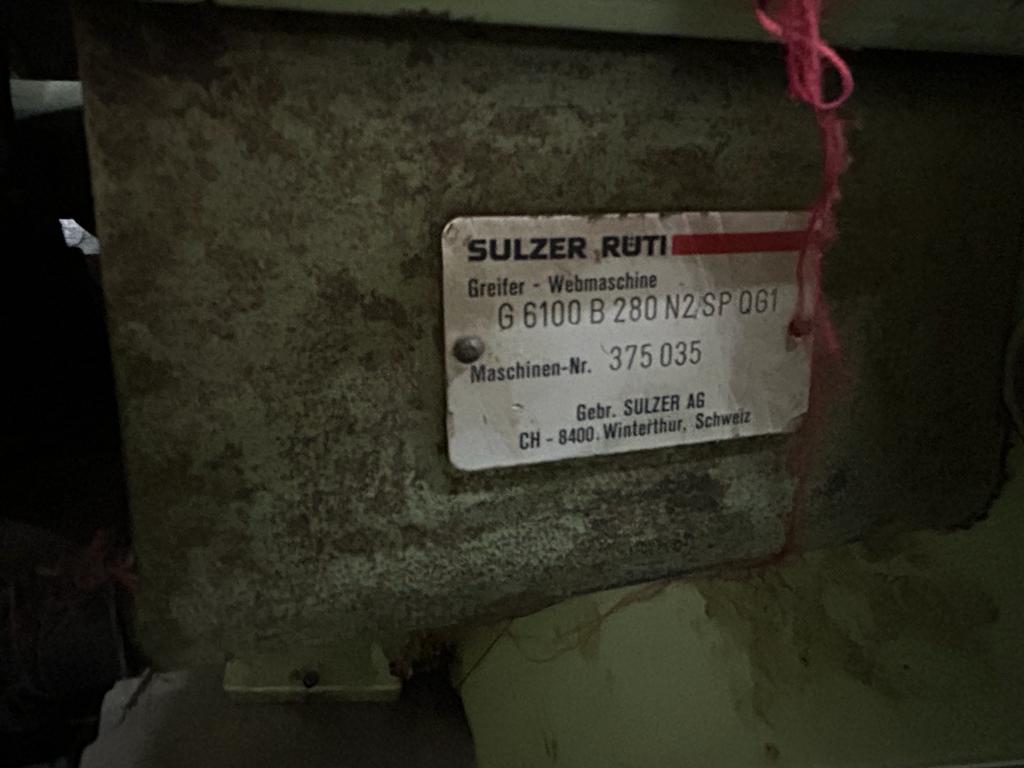 SULZER RÜTI
Greifer - Webmaschine
G 6100 B 280 N2/SP QG1
Maschinen-Nr. 375 035
Gebr. SULZER AG
CH - 8400 Winterthur, Schweiz